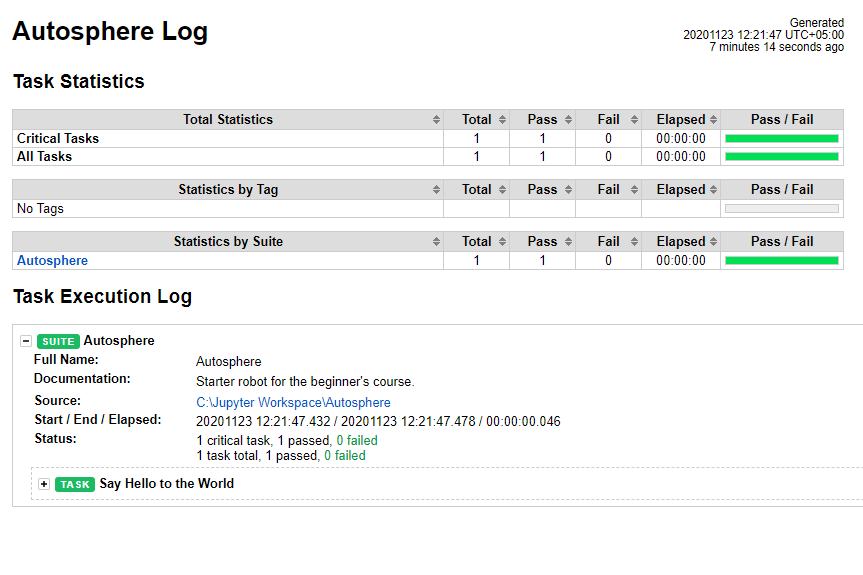 Autosphere Log
Generated
20201123 12:21:47 UTC+05:00
7 minutes 14 seconds ago
Task Statistics
Total Statistics Total Pass Fail Elapsed Pass / Fail
Critical Tasks 1 1 0 00:00:00
All Tasks 1 1 0 00:00:00
Statistics by Tag Total Pass Fail Elapsed Pass / Fail
No Tags
Statistics by Suite Total Pass Fail Elapsed Pass / Fail
Autosphere 1 1 0 00:00:00
Task Execution Log
SUITE Autosphere
Full Name: Autosphere
Documentation: Starter robot for the beginner's course.
Source: C:\Jupyter Workspace\Autosphere
Start / End / Elapsed: 20201123 12:21:47.432 / 20201123 12:21:47.478 / 00:00:00.046
Status: 1 critical task, 1 passed, 0 failed
1 task total, 1 passed, 0 failed
TASK Say Hello to the World